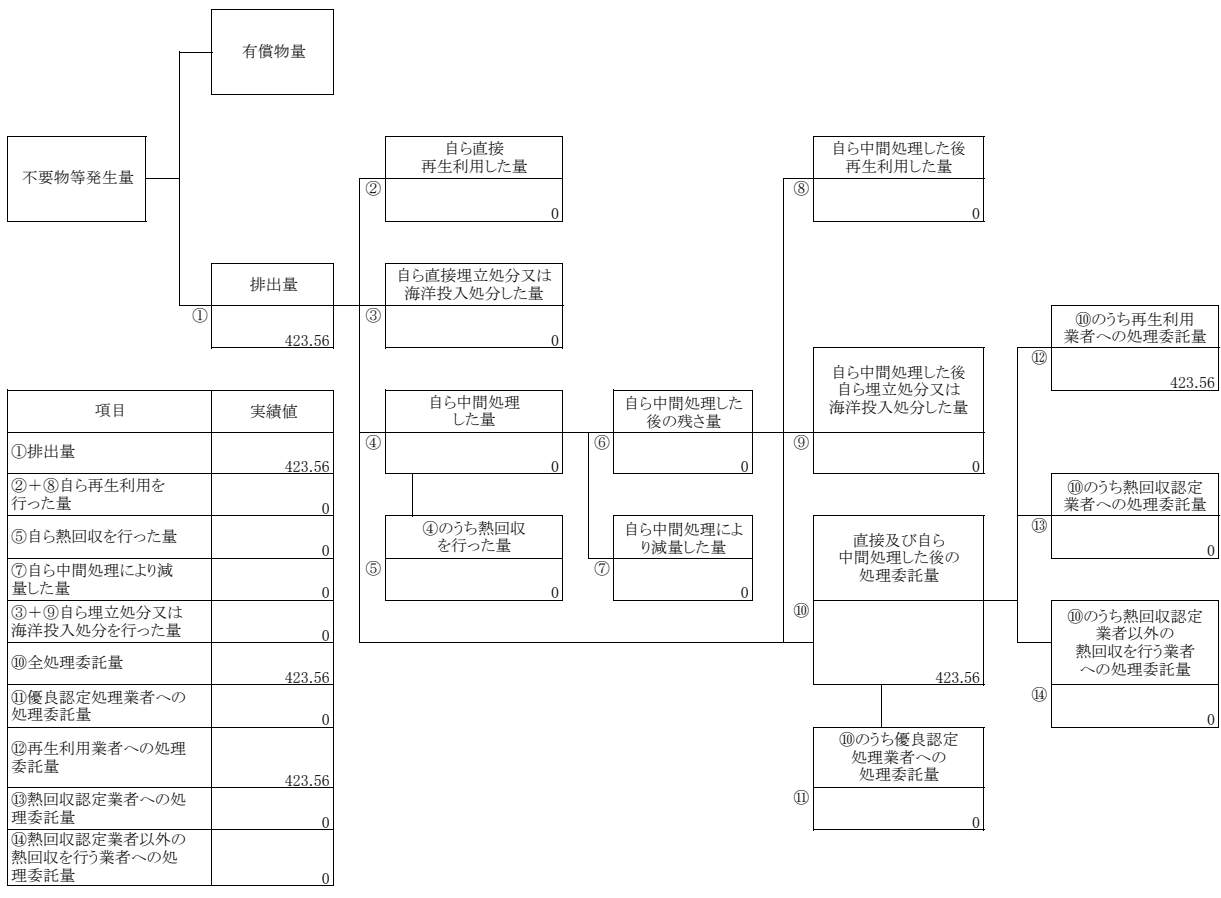 有償物量
不要物等発生量
排出量
①
423.56
自ら直接
再生利用した量
②
0
自ら直接埋立処分又は
海洋投入処分した量
③
0
自ら中間処理
した量
④
0
④のうち熱回収
を行った量
⑤
0
自ら中間処理した
後の残さ量
⑥
0
自ら中間処理によ
り減量した量
⑦
0
自ら中間処理した後
再生利用した量
⑧
0
自ら中間処理した後
自ら埋立処分又は
海洋投入処分した量
⑨
0
直接及び自ら
中間処理した後の
処理委託量
⑩
423.56
⑩のうち優良認定
処理業者への
処理委託量
⑪
0
⑩のうち再生利用
業者への処理委託量
⑫
423.56
⑩のうち熱回収認定
業者への処理委託量
⑬
0
⑩のうち熱回収認定
業者以外の
熱回収を行う業者
への処理委託量
⑭
0
項目 実績値
①排出量
423.56
②＋⑧自ら再生利用を
行った量
0
⑤自ら熱回収を行った量
0
⑦自ら中間処理により減
量した量
0
③＋⑨自ら埋立処分又は
海洋投入処分を行った量
0
⑩全処理委託量
423.56
⑪優良認定処理業者への
処理委託量
0
⑫再生利用業者への処理
委託量
423.56
⑬熱回収認定業者への処
理委託量
0
⑭熱回収認定業者以外の
熱回収を行う業者への処
理委託量
0